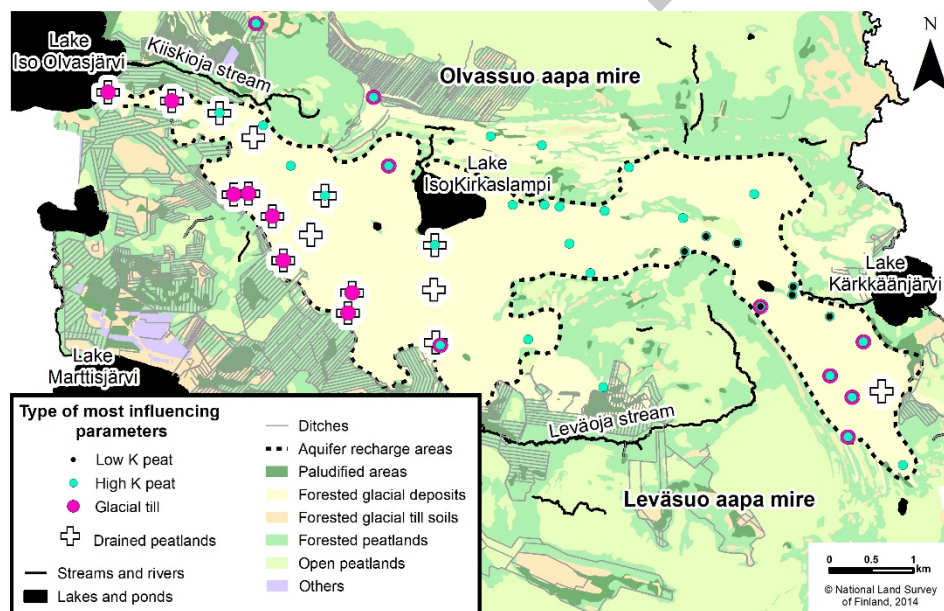 Lake
Iso Olvasjärvi
Kiiskioja stream
Olvassuo aapa mire
N
Lake
Iso Kirkaslampi
Lake
Kärkkäänjärvi
Lake
Marttisjärvi
Leväoja stream
Leväsuo aapa mire
Type of most influencing
parameters
Low K peat
High K peat
Glacial till
Drained peatlands
Streams and rivers
Lakes and ponds
Ditches
Aquifer recharge areas
Paludified areas
Forested glacial deposits
Forested glacial till soils
Forested peatlands
Open peatlands
Others
0 0.5 1
km
© National Land Survey
of Finland, 2014